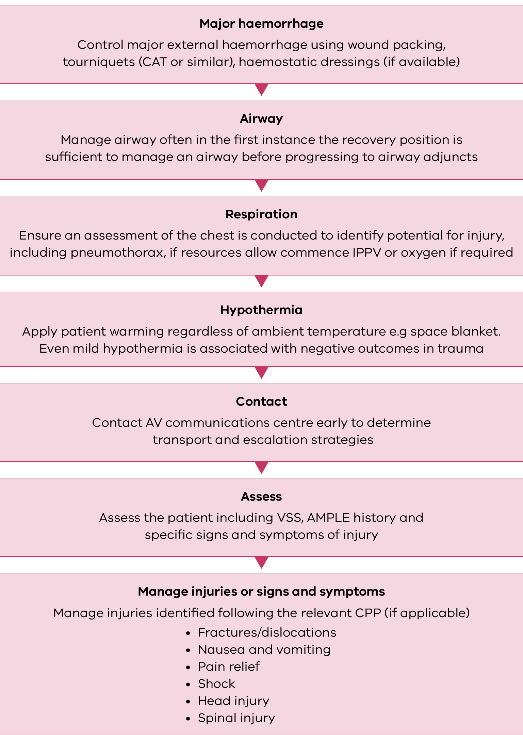 Major haemorrhage
Control major external haemorrhage using wound packing,
tourniquets (CAT or similar), haemostatic dressings (if available)
Airway
Manage airway often in the first instance the recovery position is
sufficient to manage an airway before progressing to airway adjuncts
Respiration
Ensure an assessment of the chest is conducted to identify potential for injury,
including pneumothorax, if resources allow commence IPPV or oxygen if required
Hypothermia
Apply patient warming regardless of ambient temperature e.g space blanket.
Even mild hypothermia is associated with negative outcomes in trauma
Contact
Contact AV communications centre early to determine
transport and escalation strategies
Assess
Assess the patient including VSS, AMPLE history and
specific signs and symptoms of injury
Manage injuries or signs and symptoms
Manage injuries identified following the relevant CPP (if applicable)
• Fractures/dislocations
• Nausea and vomiting
• Pain relief
• Shock
• Head injury
• Spinal injury